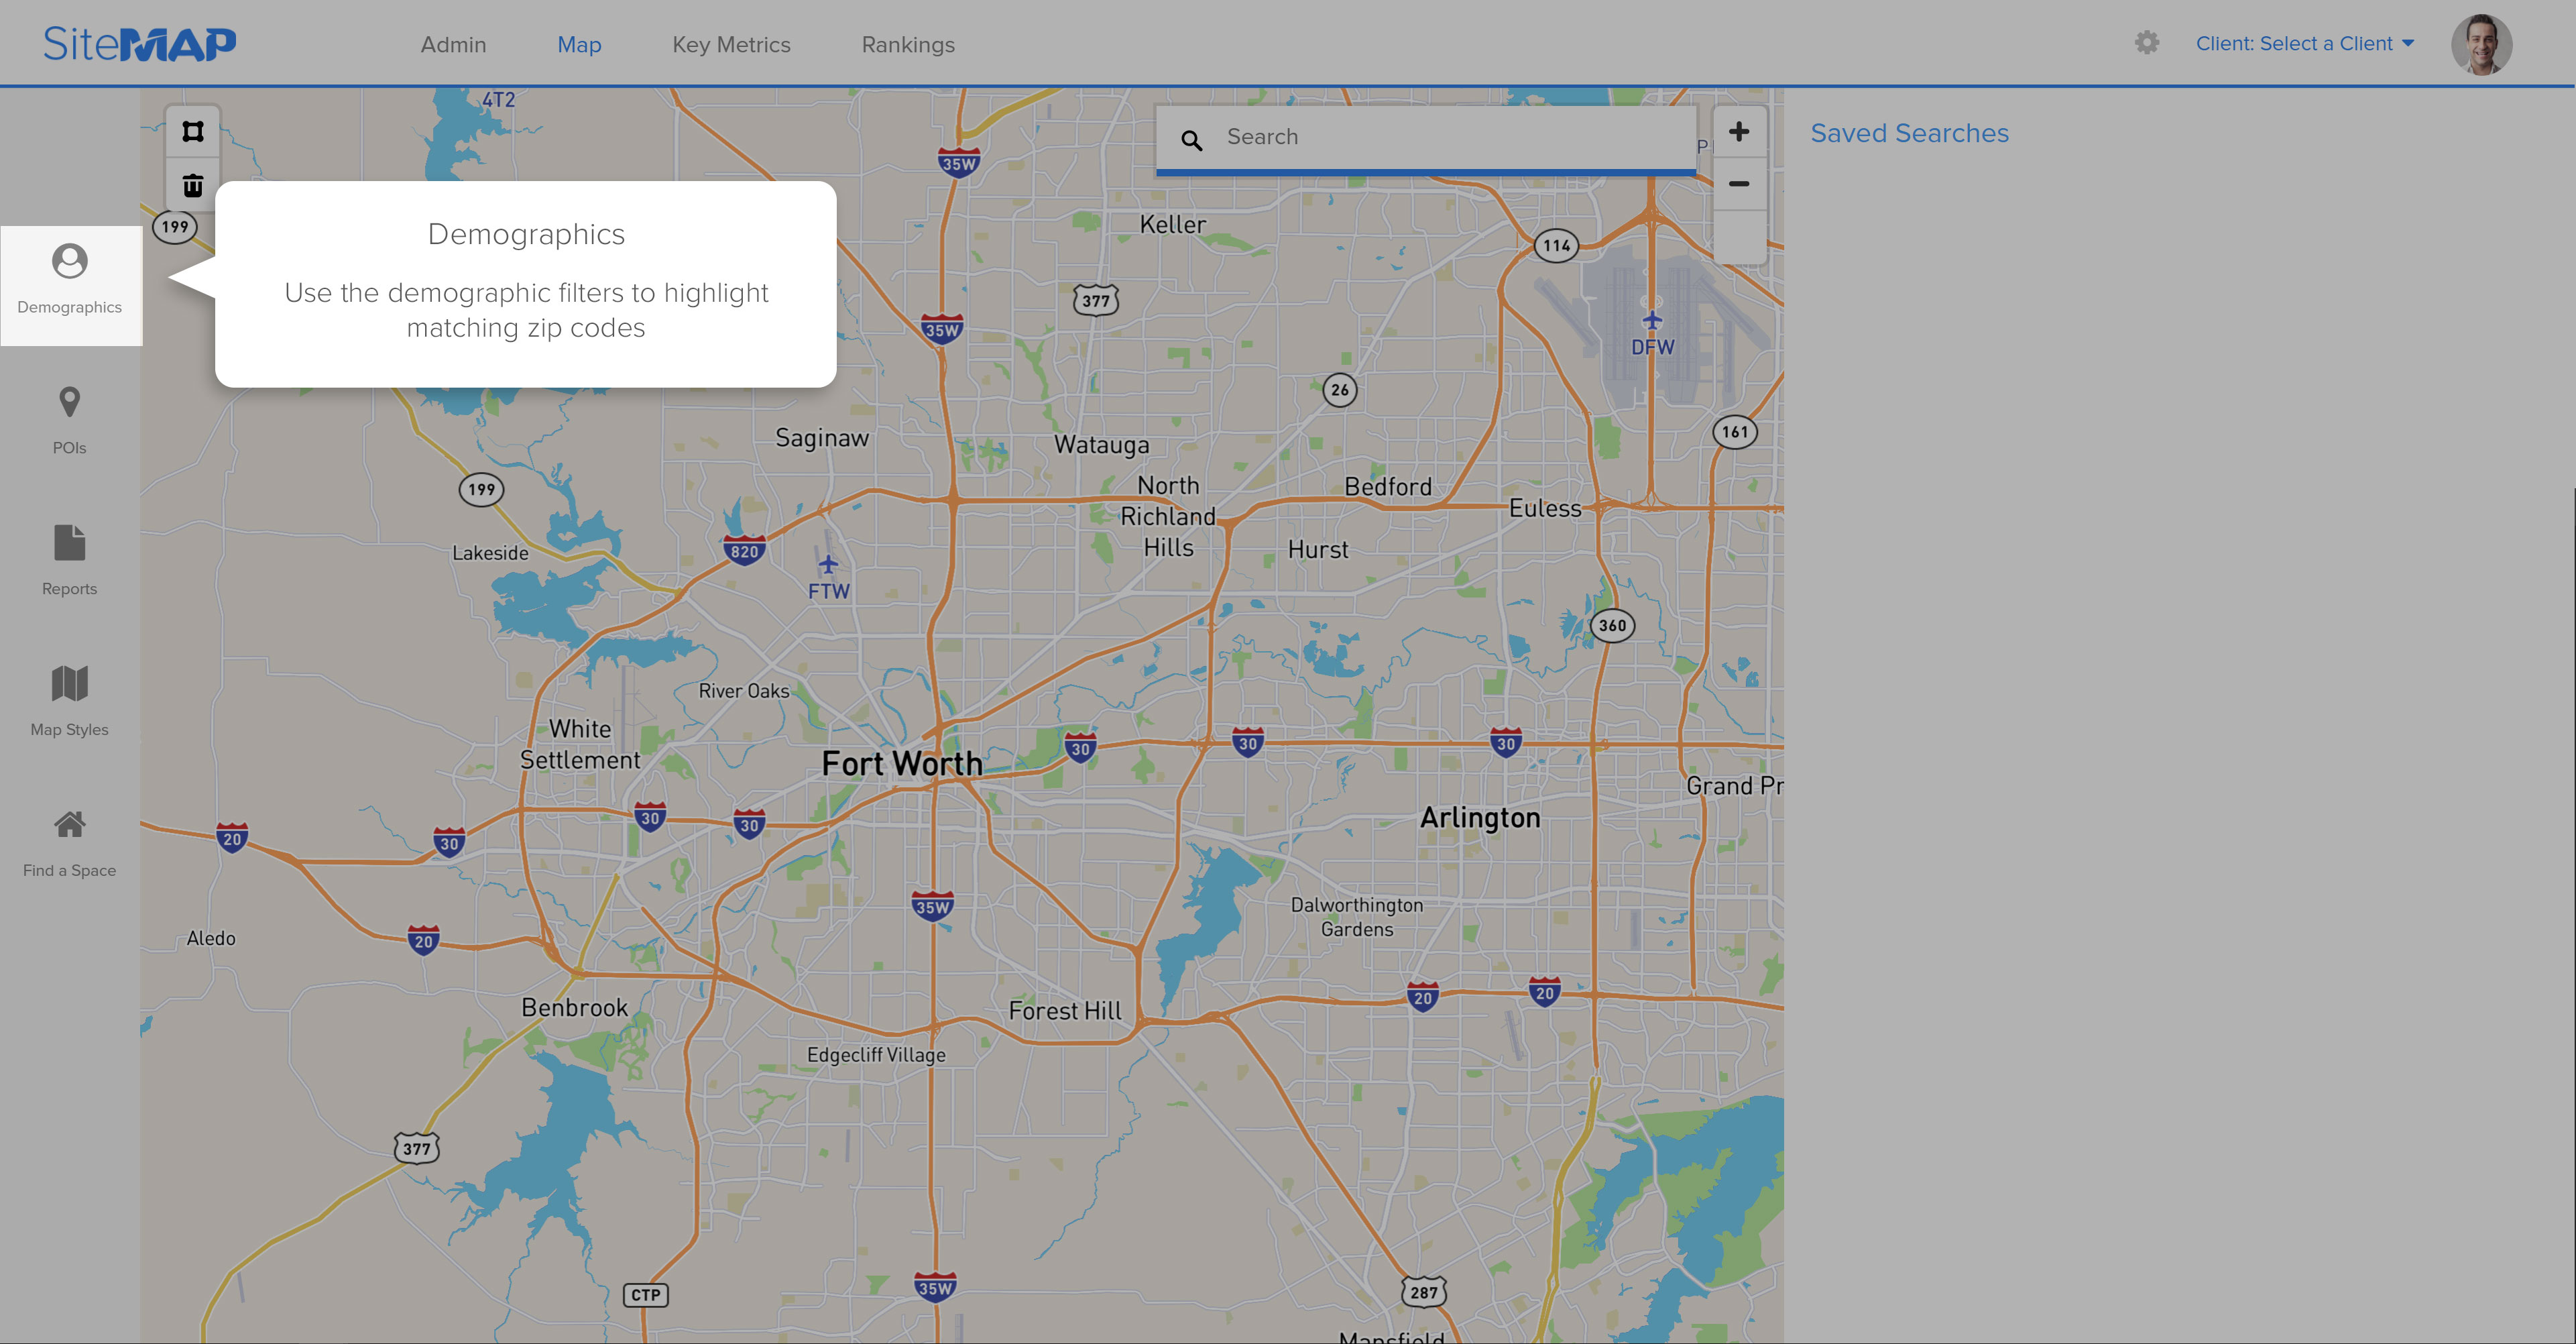 SiteMAP
Admin
Map
Key Metrics
Rankings
Client: Select a Client
4T2
35W
Search
Saved Searches
199
Keller
114
Demographics
Use the demographic filters to highlight
matching zip codes
Demographics
377
35W
DFW
26
POIs
Saginaw
Watauga
161
199
North
Richland
Hills
Bedford
Euless
Lakeside
820
Hurst
Reports
FTW
360
River Oaks
Map Styles
White
Settlement
Fort Worth
30
30
30
Grand Pr
30
30
Arlington
20
30
Find a Space
35W
Dalworthington
Gardens
Aledo
20
20
20
Benbrook
Forest Hill
Edgecliff Village
377
CTP
35W
287
Mansfield